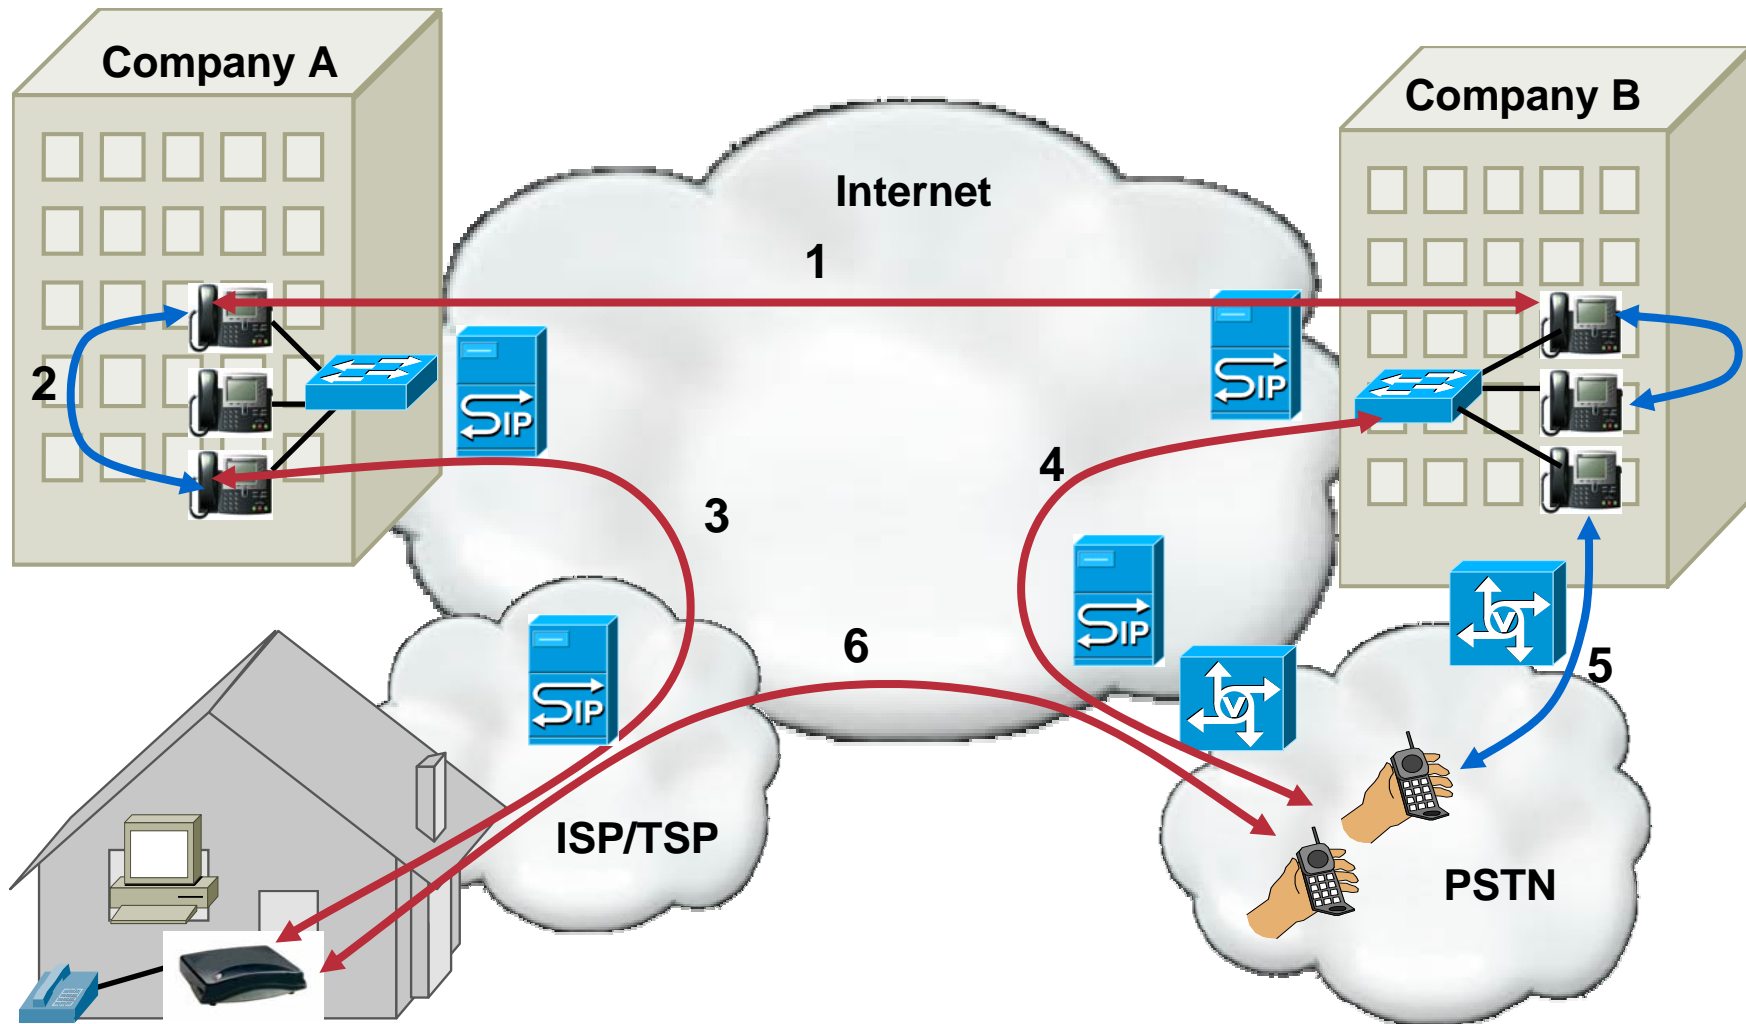 Company A
Company B
Internet
1
2
SIP
SIP
4
3
SIP
5
6
SIP
V
V
ISP/TSP
PSTN